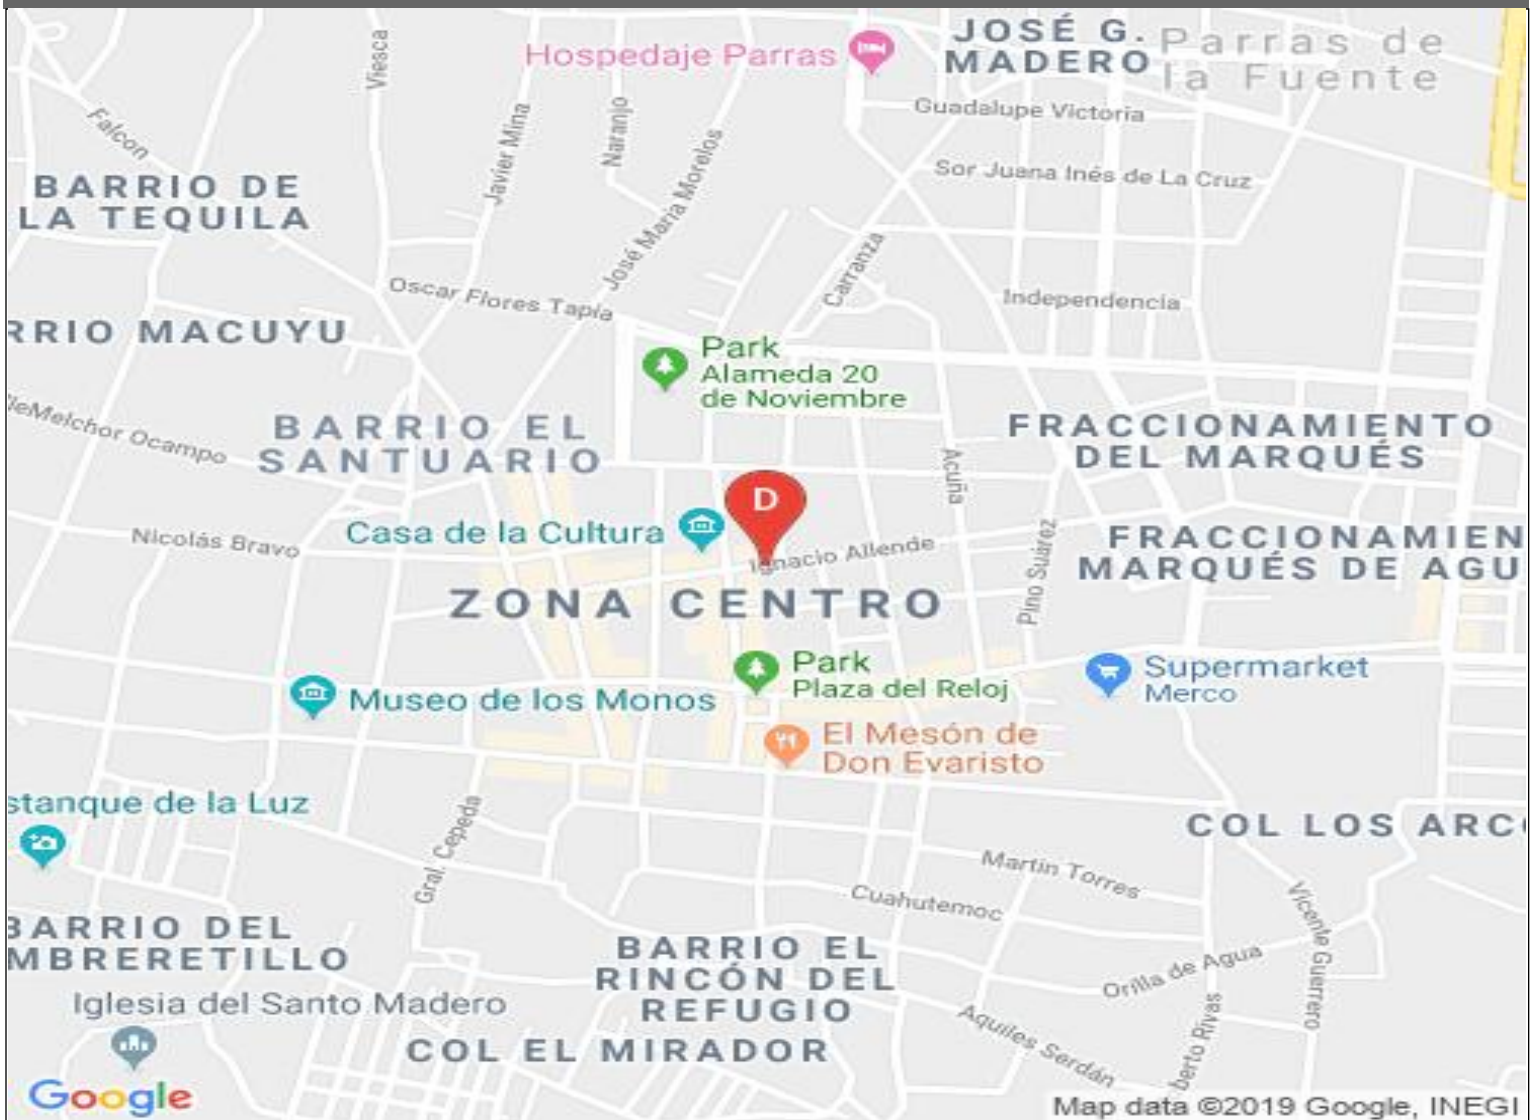 JOSÉ G.
MADERO
Parras de
la Fuente
Hospedaje Parras
Viesca
Javier Mina
Naranjo
José María Morelos
Falcon
Guadalupe Victoria
Sor Juana Inés de La Cruz
BARRIO DE
LA TEQUILA
Carranza
Oscar Flores Tapia
Independencia
RRIO MACUYU
Park
Alameda 20
de Noviembre
Melchor Ocampo
BARRIO EL
SANTUARIO
FRACCIONAMIENTO
DEL MARQUÉS
Acuña
D
Casa de la Cultura
Nicolás Bravo
Ignacio Allende
Pino Suárez
FRACCIONAMIEN
MARQUÉS DE AGU
ZONA CENTRO
Park
Plaza del Reloj
Supermarket
Merco
Museo de los Monos
El Mesón de
Don Evaristo
stanque de la Luz
Gral. Cepeda
COL LOS ARC
Martin Torres
Cuahutemoc
Vicente Guerrero
BARRIO DEL
MBRERETILLO
BARRIO EL
RINCÓN DEL
REFUGIO
Orilla de Agua
Iglesia del Santo Madero
Aquiles Serdán
berto Rivas
COL EL MIRADOR
Google
Map data ©2019 Google, INEGI